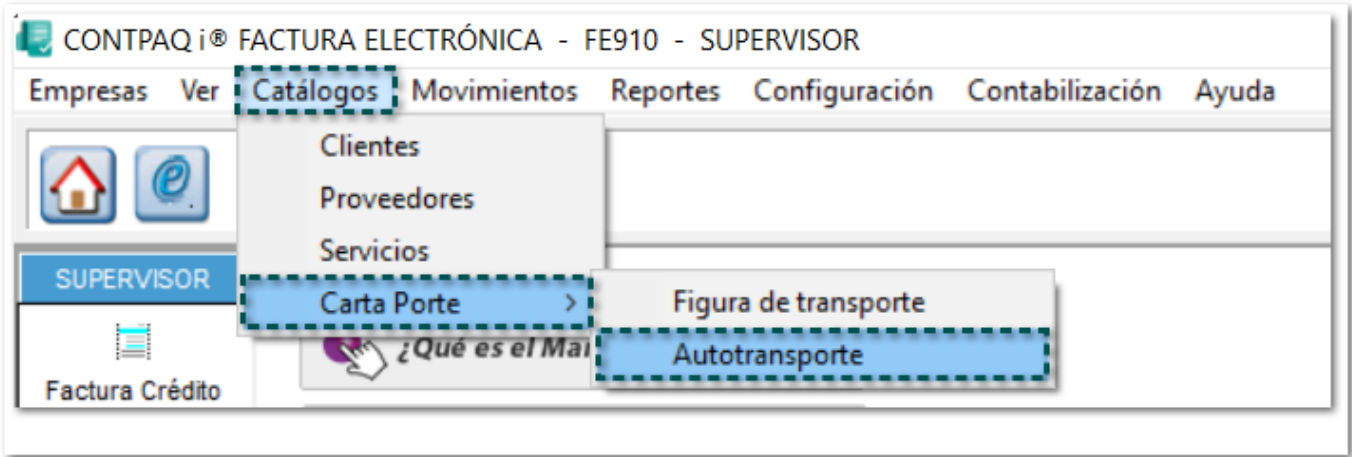 CONTPAQ i® FACTURA ELECTRÓNICA - FE910 - SUPERVISOR
Empresas Ver Catálogos Movimientos Reportes Configuración Contabilización Ayuda
Clientes
Proveedores
Servicios
SUPERVISOR
Carta Porte >
Figura de transporte
¿Qué es el
Autotransporte
Factura Crédito